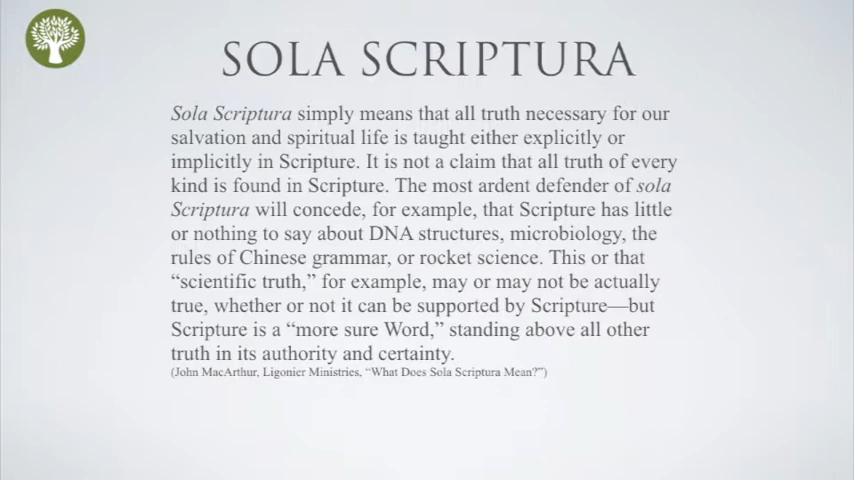 SOLA SCRIPTURA
Sola Scriptura simply means that all truth necessary for our
salvation and spiritual life is taught either explicitly or
implicitly in Scripture. It is not a claim that all truth of every
kind is found in Scripture. The most ardent defender of sola
Scriptura will concede, for example, that Scripture has little
or nothing to say about DNA structures, microbiology, the
rules of Chinese grammar, or rocket science. This or that
“scientific truth,” for example, may or may not be actually
true, whether or not it can be supported by Scripture—but
Scripture is a “more sure Word,” standing above all other
truth in its authority and certainty.
(John MacArthur, Ligonier Ministries, “What Does Sola Scriptura Mean?”)